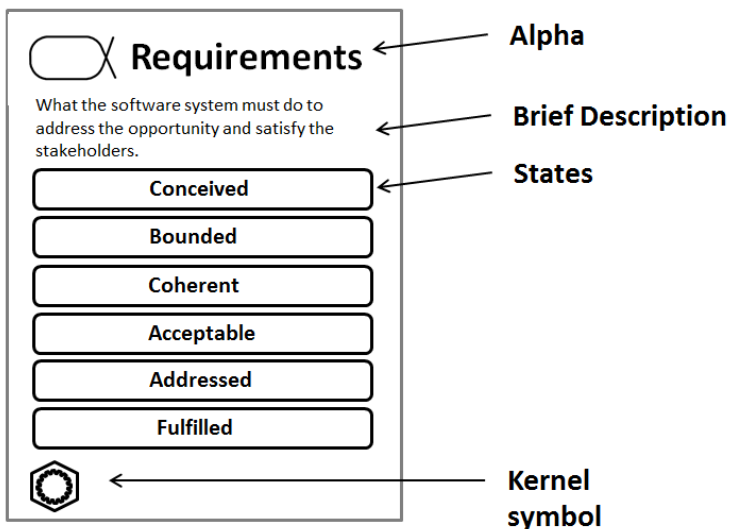 Requirements
What the software system must do to
address the opportunity and satisfy the
stakeholders.
Conceived
Bounded
Coherent
Acceptable
Addressed
Fulfilled
Alpha
Brief Description
States
Kernel
symbol